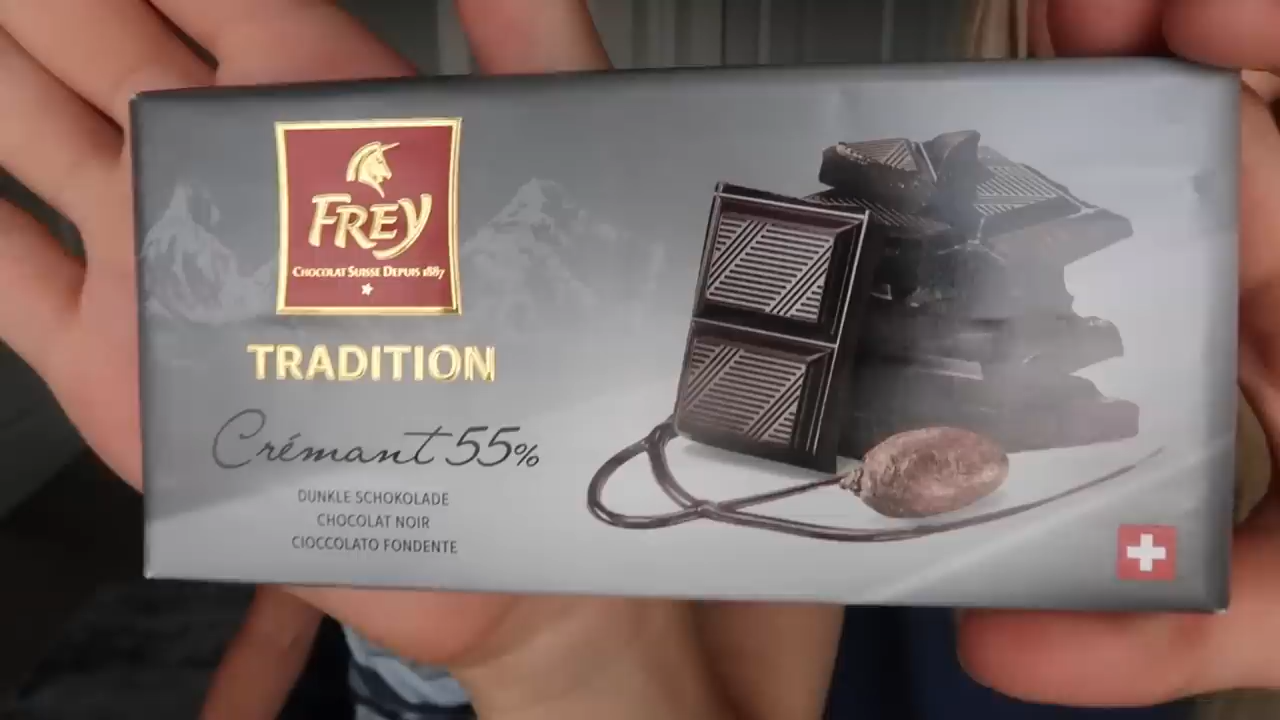 FREY
CHOCOLAT SUISSE DEPUIS 1887
TRADITION
Crémant 55%
DUNKLE SCHOKOLADE
CHOCOLAT NOIR
CIOCCOLATO FONDENTE